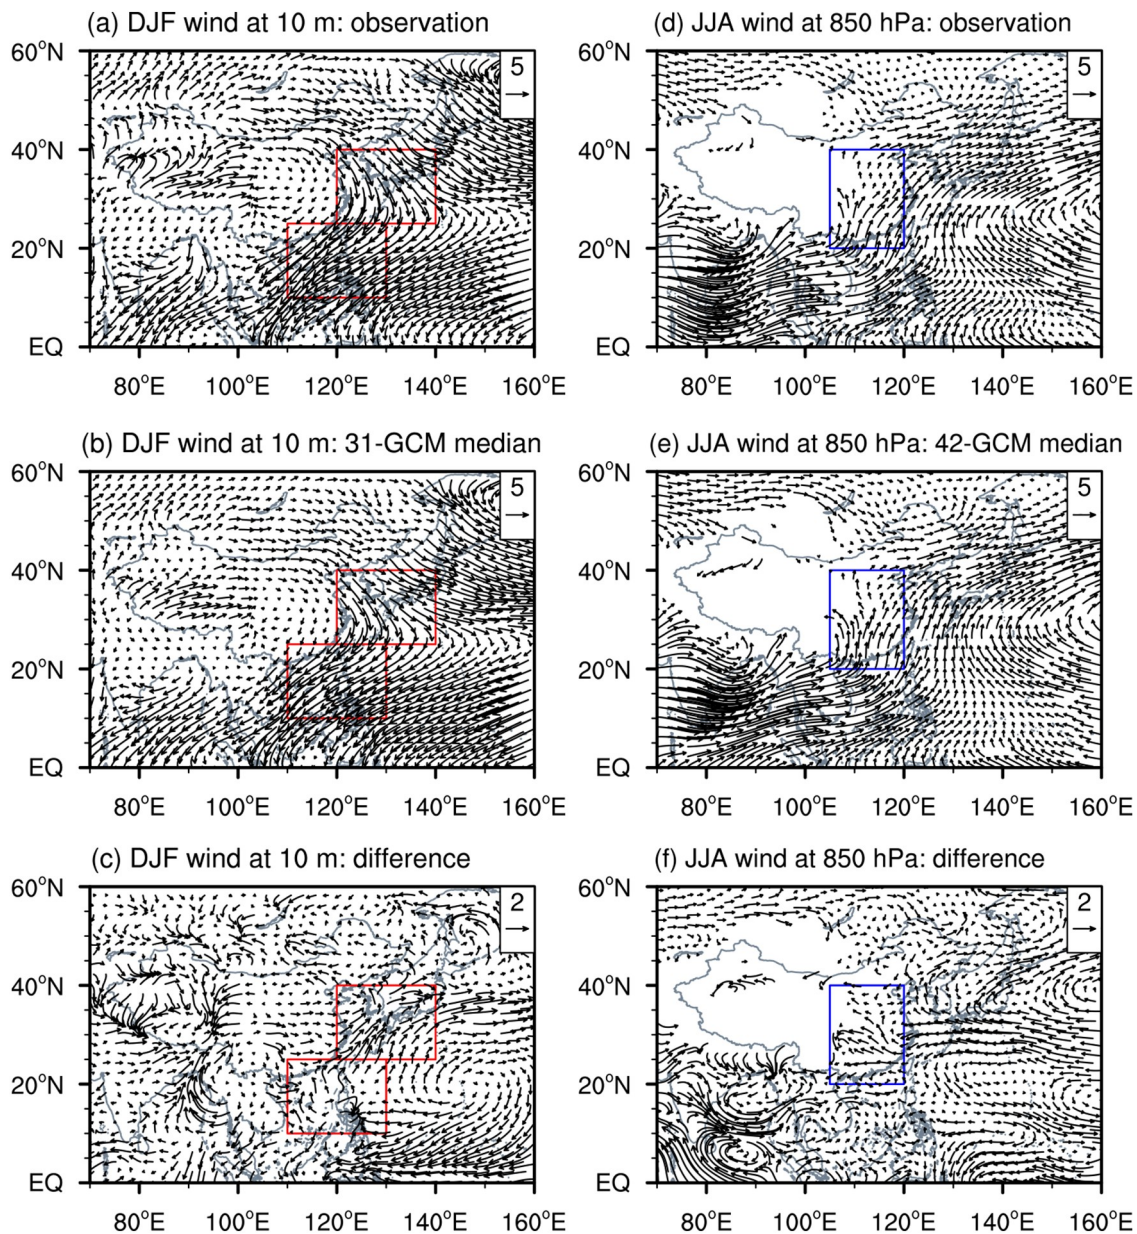 (a) DJF wind at 10 m: observation
60°N
5
40°N
20°N
EQ
80°E 100°E 120°E 140°E 160°E
(d) JJA wind at 850 hPa: observation
60°N
5
40°N
20°N
EQ
80°E 100°E 120°E 140°E 160°E
(b) DJF wind at 10 m: 31-GCM median
60°N
5
40°N
20°N
EQ
80°E 100°E 120°E 140°E 160°E
(e) JJA wind at 850 hPa: 42-GCM median
60°N
5
40°N
20°N
EQ
80°E 100°E 120°E 140°E 160°E
(c) DJF wind at 10 m: difference
60°N
2
40°N
20°N
EQ
80°E 100°E 120°E 140°E 160°E
(f) JJA wind at 850 hPa: difference
60°N
2
40°N
20°N
EQ
80°E 100°E 120°E 140°E 160°E